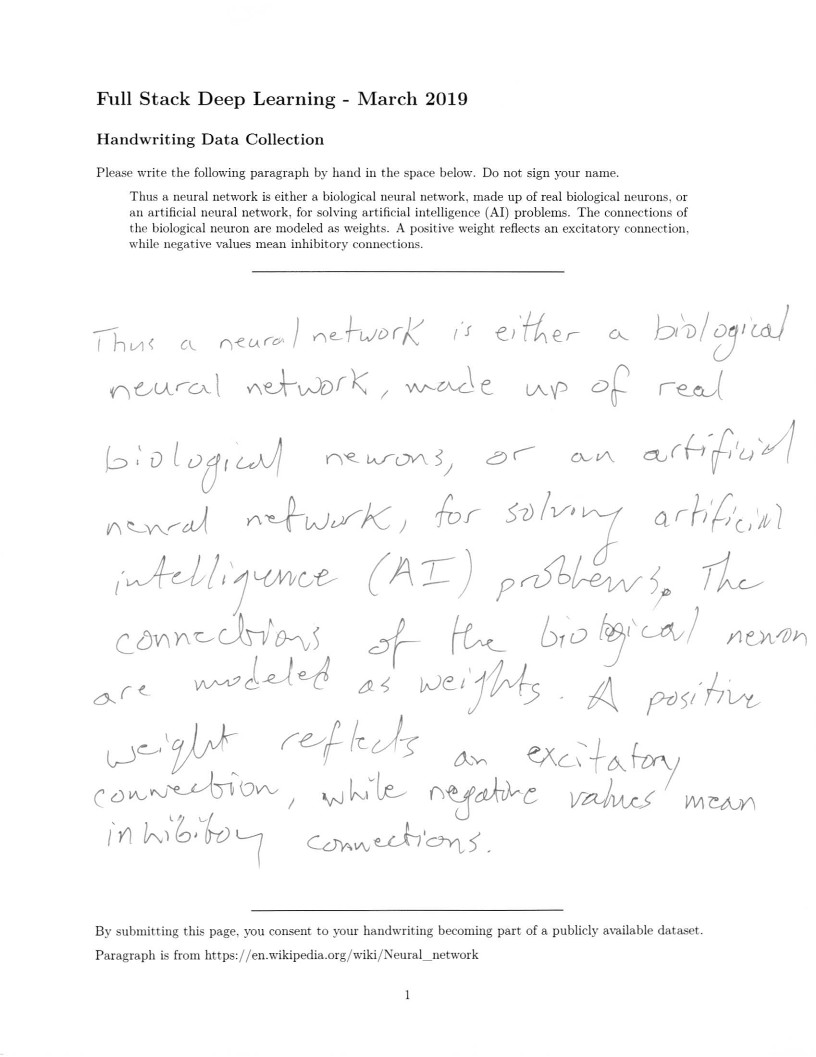 Full Stack Deep Learning - March 2019
Handwriting Data Collection
Please write the following paragraph by hand in the space below. Do not sign your name.
Thus a neural network is either a biological neural network, made up of real biological neurons, or
an artificial neural network, for solving artificial intelligence (AI) problems. The connections of
the biological neuron are modeled as weights. A positive weight reflects an excitatory connection,
while negative values mean inhibitory connections.
Thus a neural network is either a biological
neural network, made up of real
biological neurons, or an artificial
neural network, for solving artificial
intelligence (AI) problems. The
connections of the biological neuron
are modeled as weights. A positive
weight reflects an excitatory
connection, while negative values mean
inhibitory connections.
By submitting this page, you consent to your handwriting becoming part of a publicly available dataset.
Paragraph is from https://en.wikipedia.org/wiki/Neural_network
1